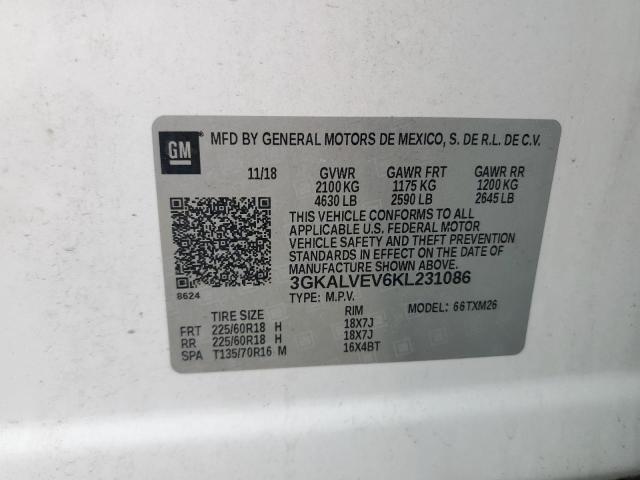 GM
MFD BY GENERAL MOTORS DE MEXICO, S. DE R.L. DE C.V.
11/18 GVWR GAWR FRT GAWR RR
2100 KG 1175 KG 1200 KG
4630 LB 2590 LB 2645 LB
THIS VEHICLE CONFORMS TO ALL
APPLICABLE U.S. FEDERAL MOTOR
VEHICLE SAFETY AND THEFT PREVENTION
STANDARDS IN EFFECT ON THE DATE OF
MANUFACTURE SHOWN ABOVE.
8624
3GKALVEV6KL231086
TYPE: M.P.V. MODEL: 66TXM26
TIRE SIZE RIM
FRT 225/60R18 H 18X7J
RR 225/60R18 H 18X7J
SPA T135/70R16 M 16X4BT